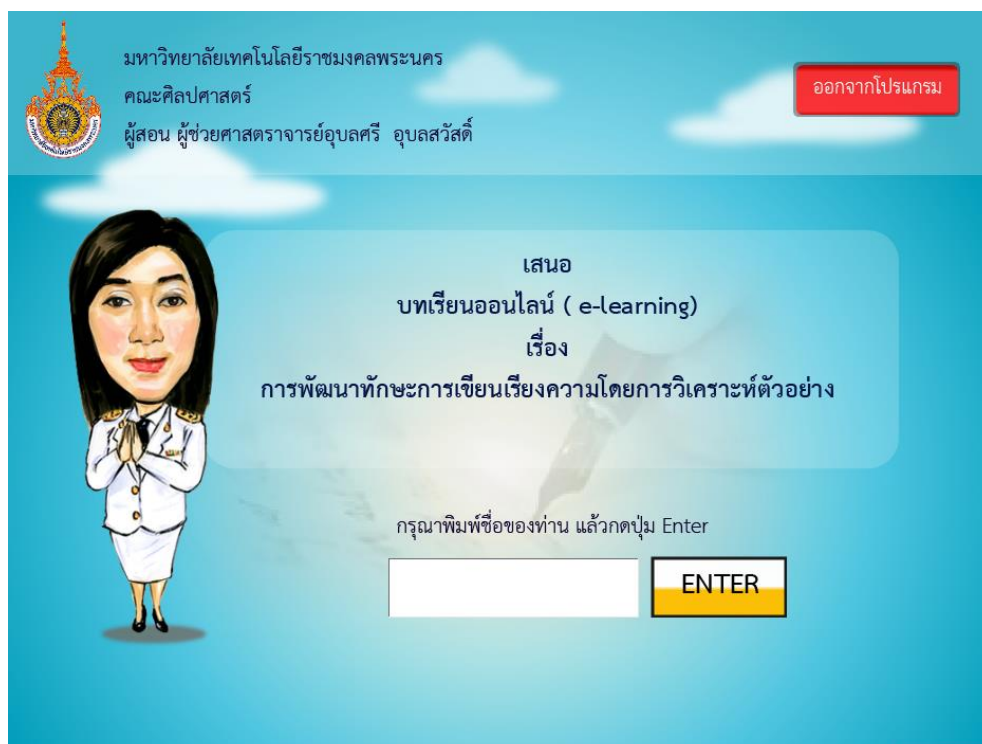 มหาวิทยาลัยเทคโนโลยีราชมงคลพระนคร
คณะศิลปศาสตร์
ผู้สอน ผู้ช่วยศาสตราจารย์อุบลศรี อุบลสวัสดิ์
ออกจากโปรแกรม
เสนอ
บทเรียนออนไลน์ ( e-learning)
เรื่อง
การพัฒนาทักษะการเขียนเรียงความโดยการวิเคราะห์ตัวอย่าง
กรุณาพิมพ์ชื่อของท่าน แล้วกดปุ่ม Enter
ENTER